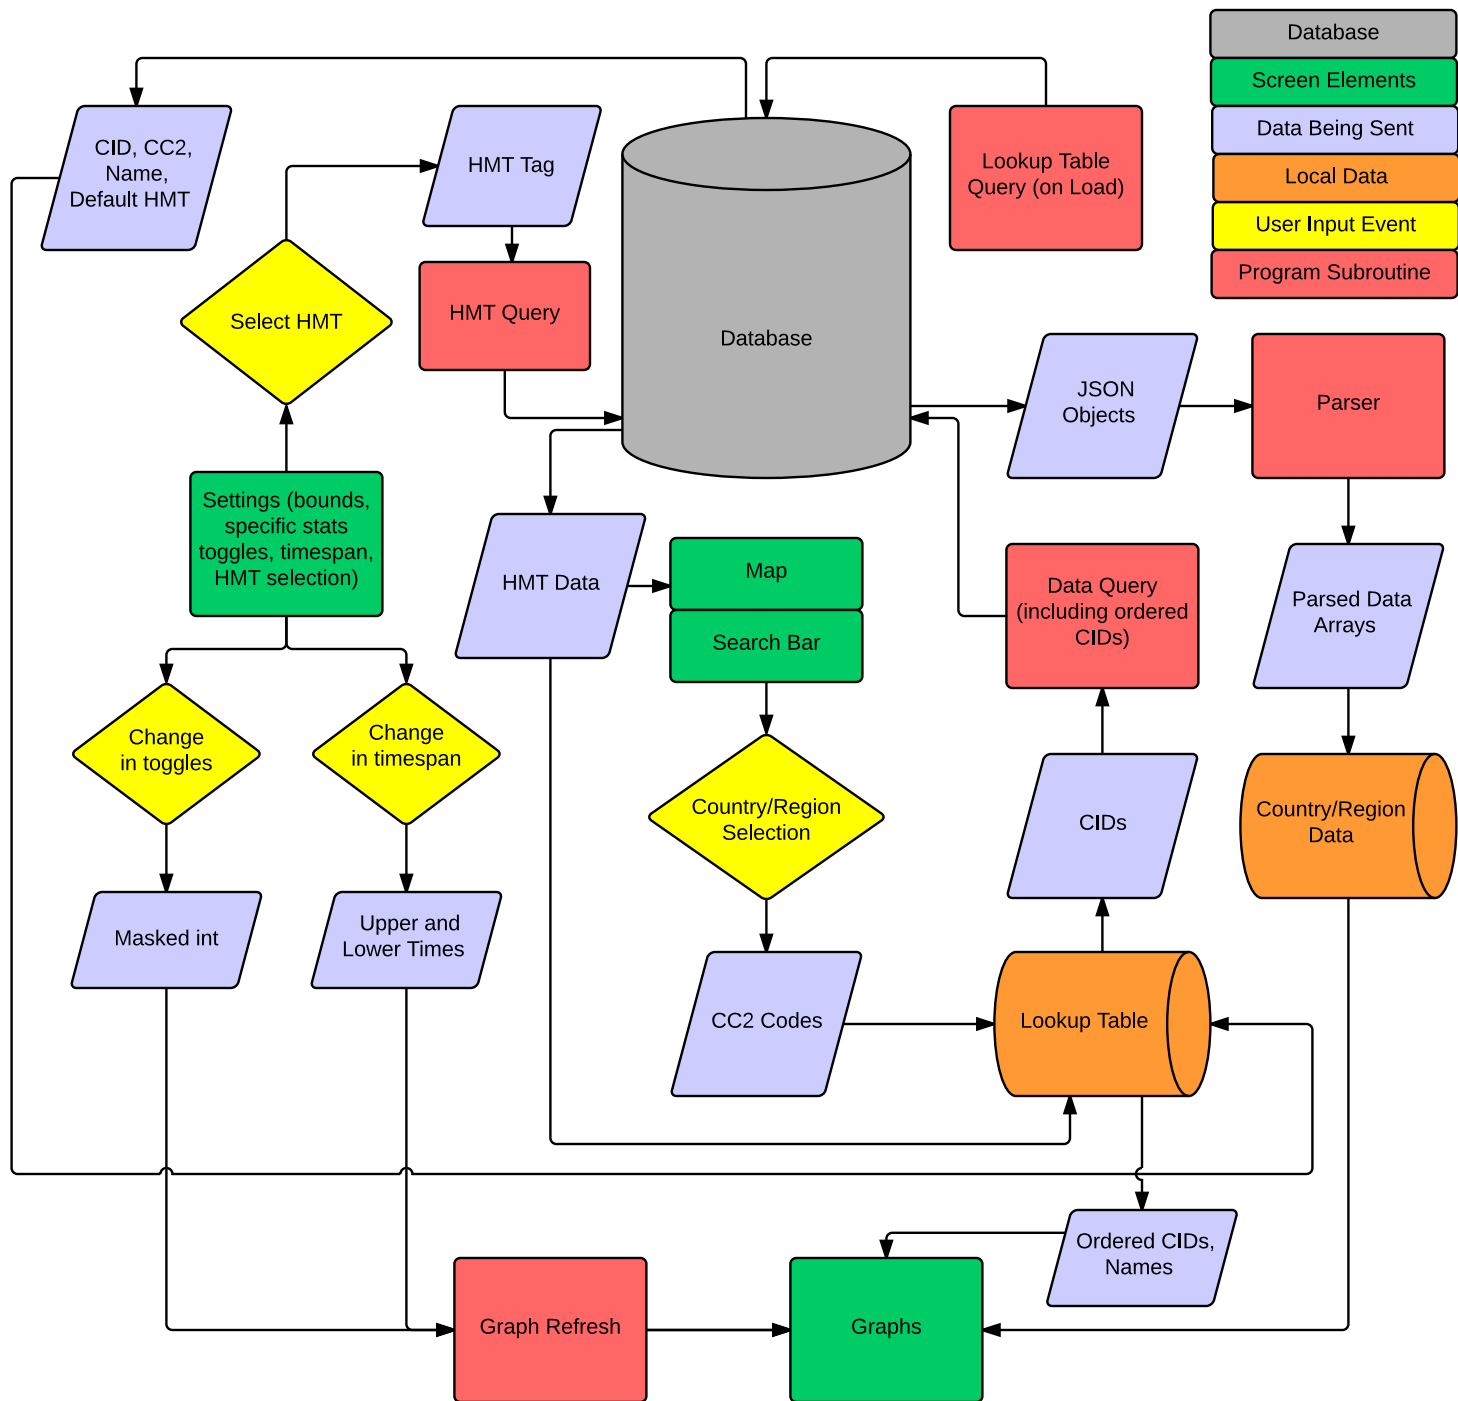 Database
Screen Elements
Data Being Sent
Local Data
User Input Event
Program Subroutine
CID, CC2,
Name,
Default HMT
HMT Tag
Lookup Table
Query (on Load)
Select HMT
HMT Query
Database
JSON
Objects
Parser
Settings (bounds,
specific stats
toggles, timespan,
HMT selection)
HMT Data
Map
Search Bar
Data Query
(including ordered
CIDs)
Parsed Data
Arrays
Change
in toggles
Change
in timespan
Country/Region
Selection
CIDs
Country/Region
Data
Masked int
Upper and
Lower Times
CC2 Codes
Lookup Table
Ordered CIDs,
Names
Graph Refresh
Graphs